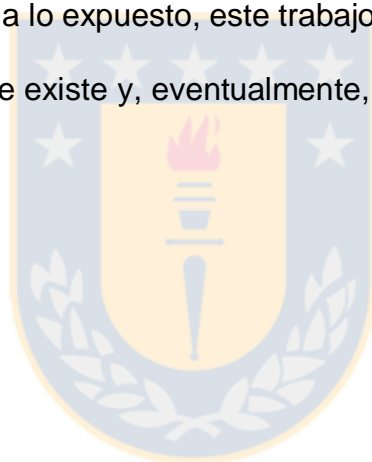 a lo expuesto, este trabajo
e existe y, eventualmente,